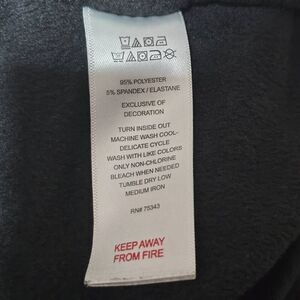 95% POLYESTER
5% SPANDEX / ELASTANE
EXCLUSIVE OF
DECORATION
TURN INSIDE OUT
MACHINE WASH COOL-
DELICATE CYCLE
WASH WITH LIKE COLORS
ONLY NON-CHLORINE
BLEACH WHEN NEEDED
TUMBLE DRY LOW
MEDIUM IRON
RN# 75343
KEEP AWAY
FROM FIRE